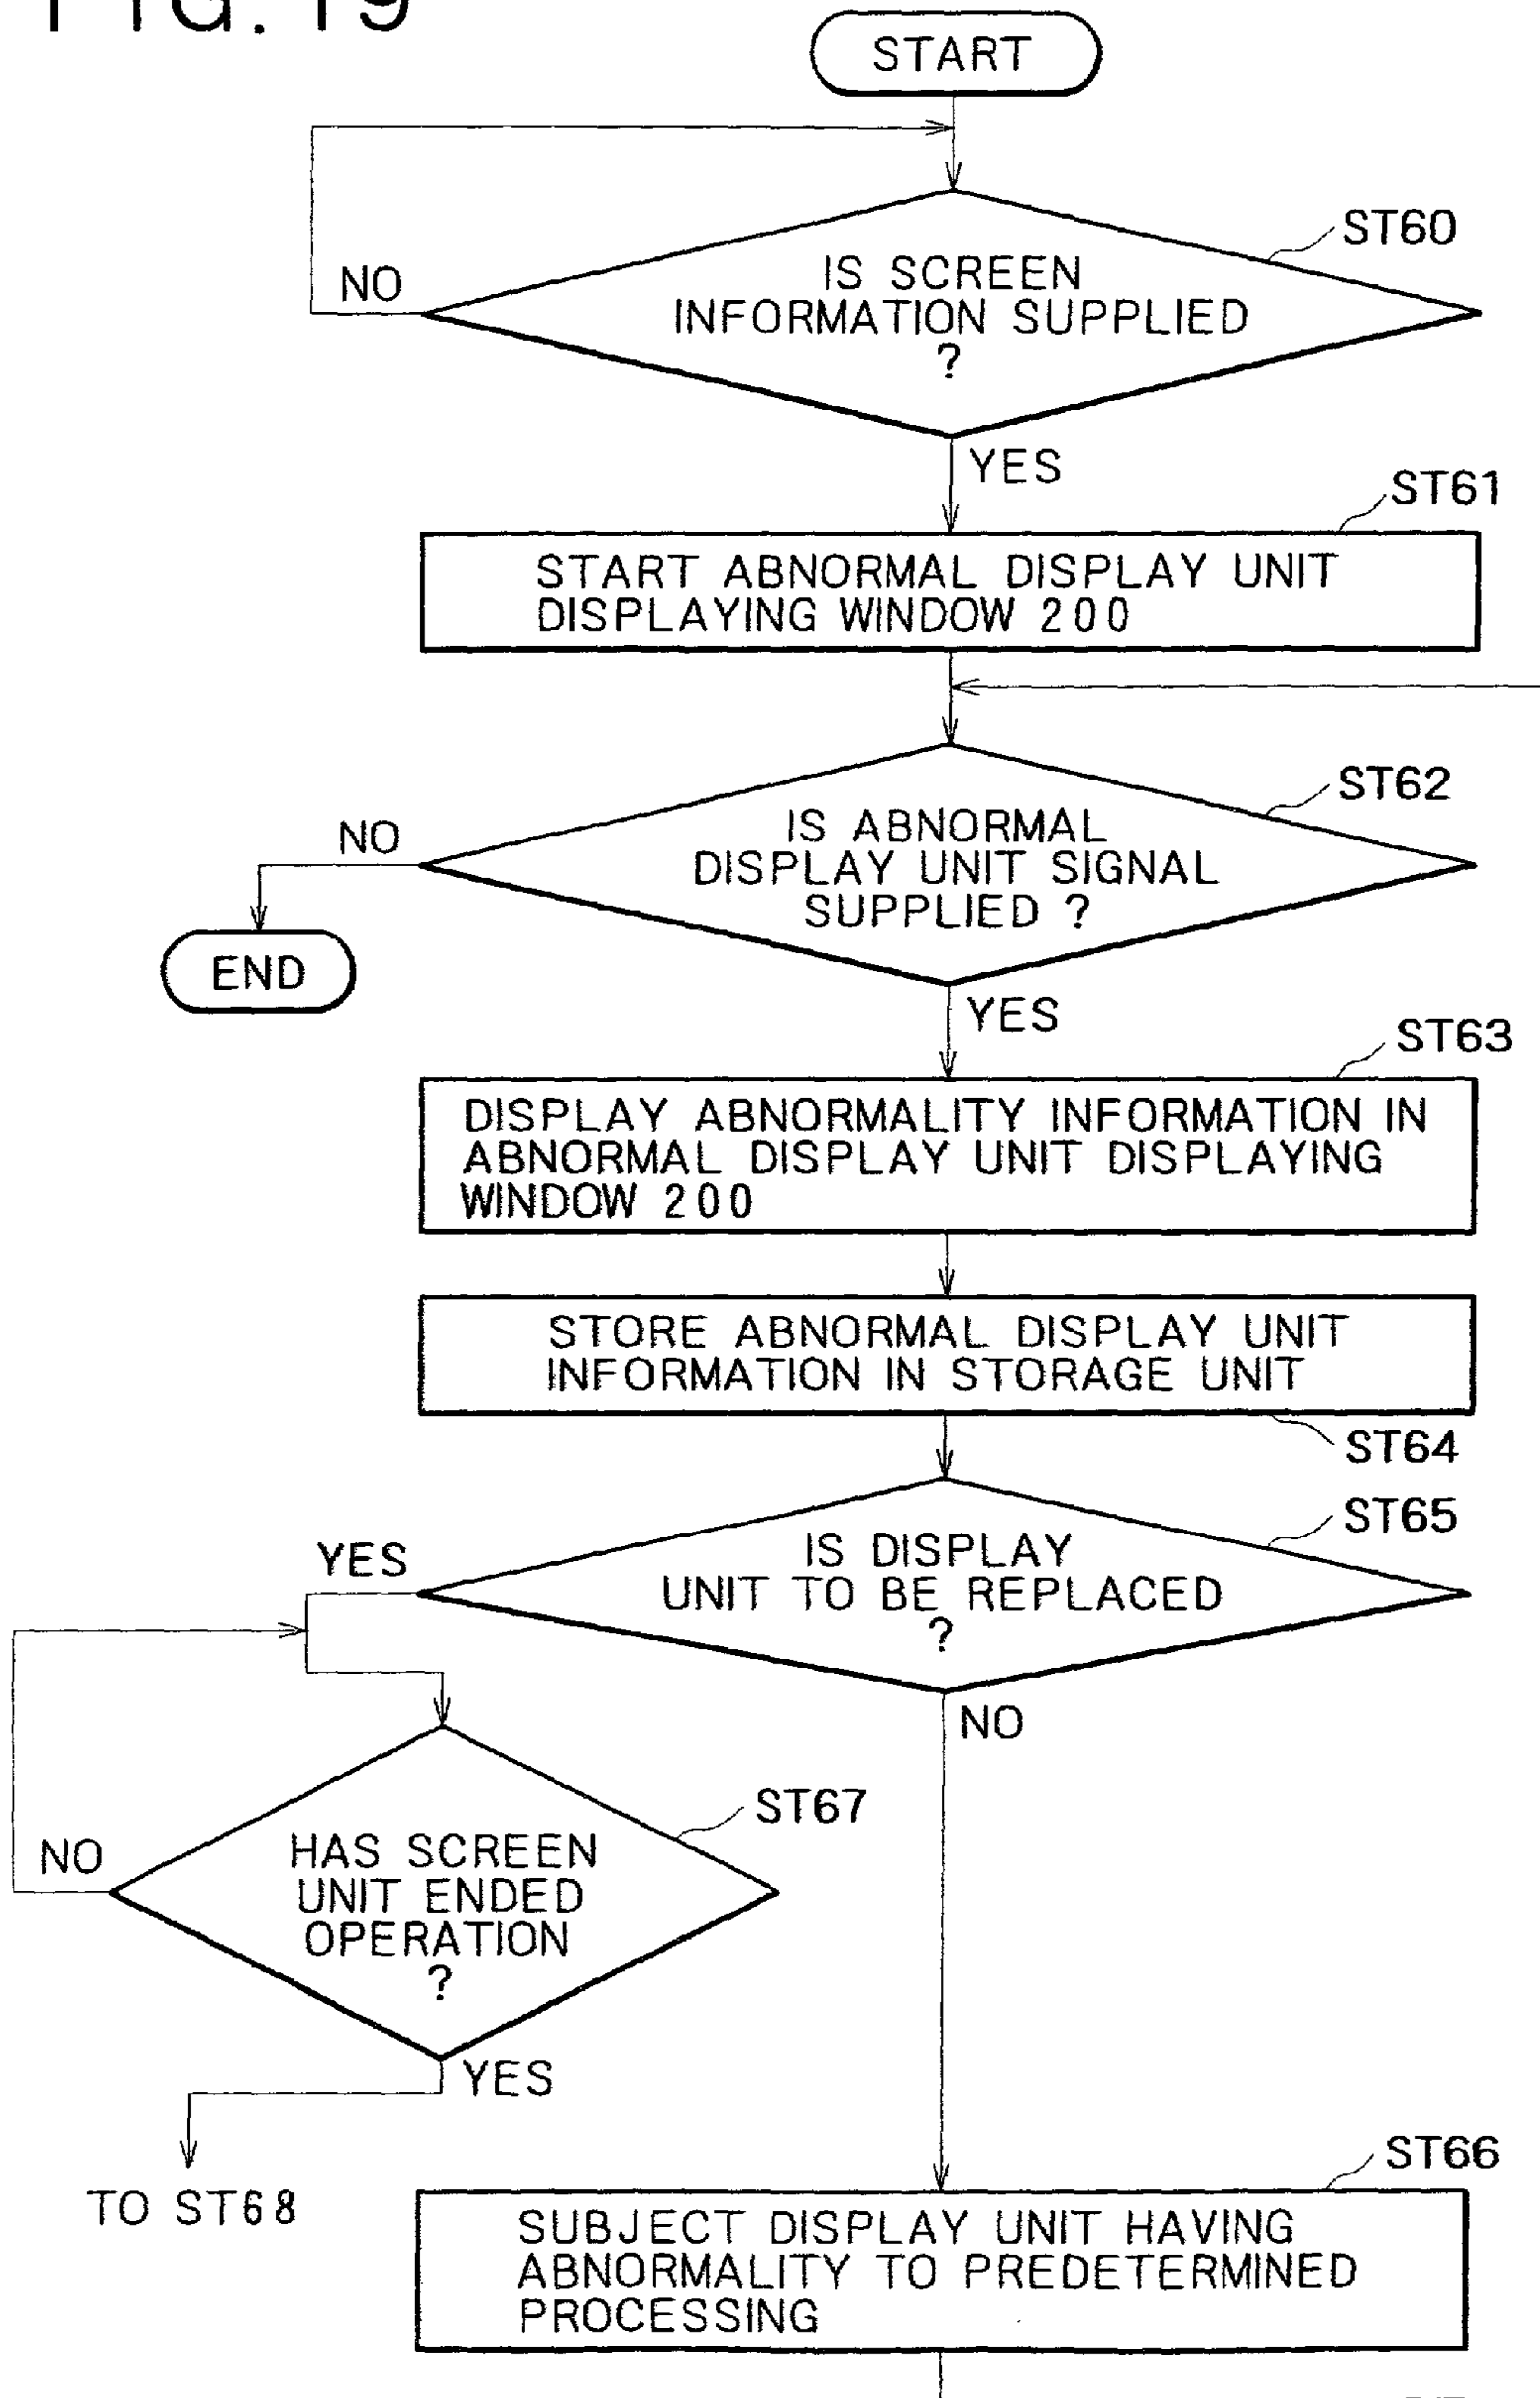 FIG. 19
START
ST60
IS SCREEN
INFORMATION SUPPLIED
?
NO
YES
ST61
START ABNORMAL DISPLAY UNIT
DISPLAYING WINDOW 200
ST62
IS ABNORMAL
DISPLAY UNIT SIGNAL
SUPPLIED ?
NO
END
YES
ST63
DISPLAY ABNORMALITY INFORMATION IN
ABNORMAL DISPLAY UNIT DISPLAYING
WINDOW 200
STORE ABNORMAL DISPLAY UNIT
INFORMATION IN STORAGE UNIT
ST64
ST65
IS DISPLAY
UNIT TO BE REPLACED
?
YES
NO
ST67
HAS SCREEN
UNIT ENDED
OPERATION
?
NO
YES
TO ST68
ST66
SUBJECT DISPLAY UNIT HAVING
ABNORMALITY TO PREDETERMINED
PROCESSING